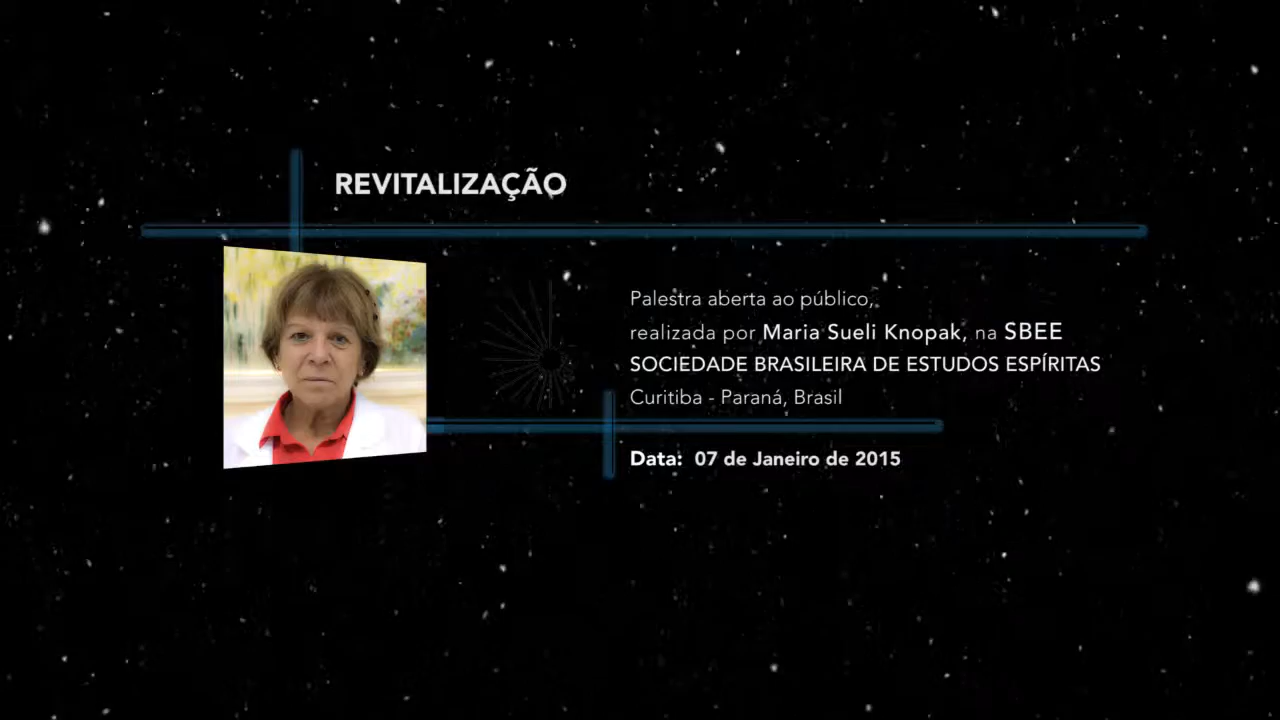 REVITALIZAÇÃO
Palestra aberta ao público,
realizada por Maria Sueli Knopak, na SBEE
SOCIEDADE BRASILEIRA DE ESTUDOS ESPÍRITAS
Curitiba - Paraná, Brasil
Data: 07 de Janeiro de 2015